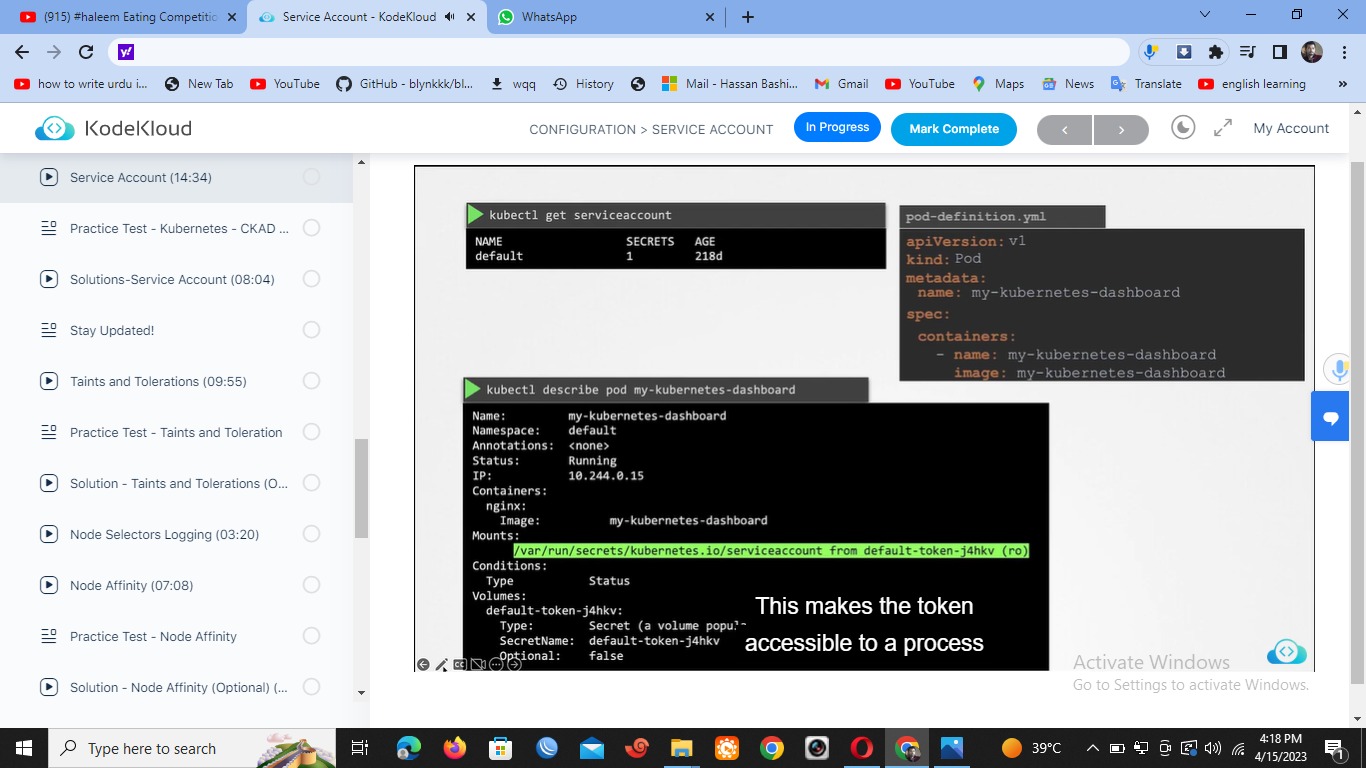 (915) #haleem Eating Competitio
Service Account - KodeKloud
WhatsApp
y!
how to write urdu i...
New Tab
YouTube
GitHub - blynkkk/bl...
wqq
History
Mail - Hassan Bashi...
Gmail
YouTube
Maps
News
Translate
english learning
»
KodeKloud
CONFIGURATION > SERVICE ACCOUNT
In Progress
Mark Complete
<
>
My Account
Service Account (14:34)
Practice Test - Kubernetes - CKAD ...
Solutions-Service Account (08:04)
Stay Updated!
Taints and Tolerations (09:55)
Practice Test - Taints and Toleration
Solution - Taints and Tolerations (O...
Node Selectors Logging (03:20)
Node Affinity (07:08)
Practice Test - Node Affinity
Solution - Node Affinity (Optional) (...
kubectl get serviceaccount
NAME SECRETS AGE
default 1 218d
pod-definition.yml
apiVersion: v1
kind: Pod
metadata:
name: my-kubernetes-dashboard
spec:
containers:
- name: my-kubernetes-dashboard
image: my-kubernetes-dashboard
kubectl describe pod my-kubernetes-dashboard
Name: my-kubernetes-dashboard
Namespace: default
Annotations: <none>
Status: Running
IP: 10.244.0.15
Containers:
nginx:
Image: my-kubernetes-dashboard
Mounts:
/var/run/secrets/kubernetes.io/serviceaccount from default-token-j4hkv (ro)
Conditions:
Type Status
Volumes:
default-token-j4hkv:
Type: Secret (a volume popul
SecretName: default-token-j4hkv
Optional: false
This makes the token
accessible to a process
CC
Activate Windows
Go to Settings to activate Windows.
Type here to search
39°C
4:18 PM
4/15/2023
1